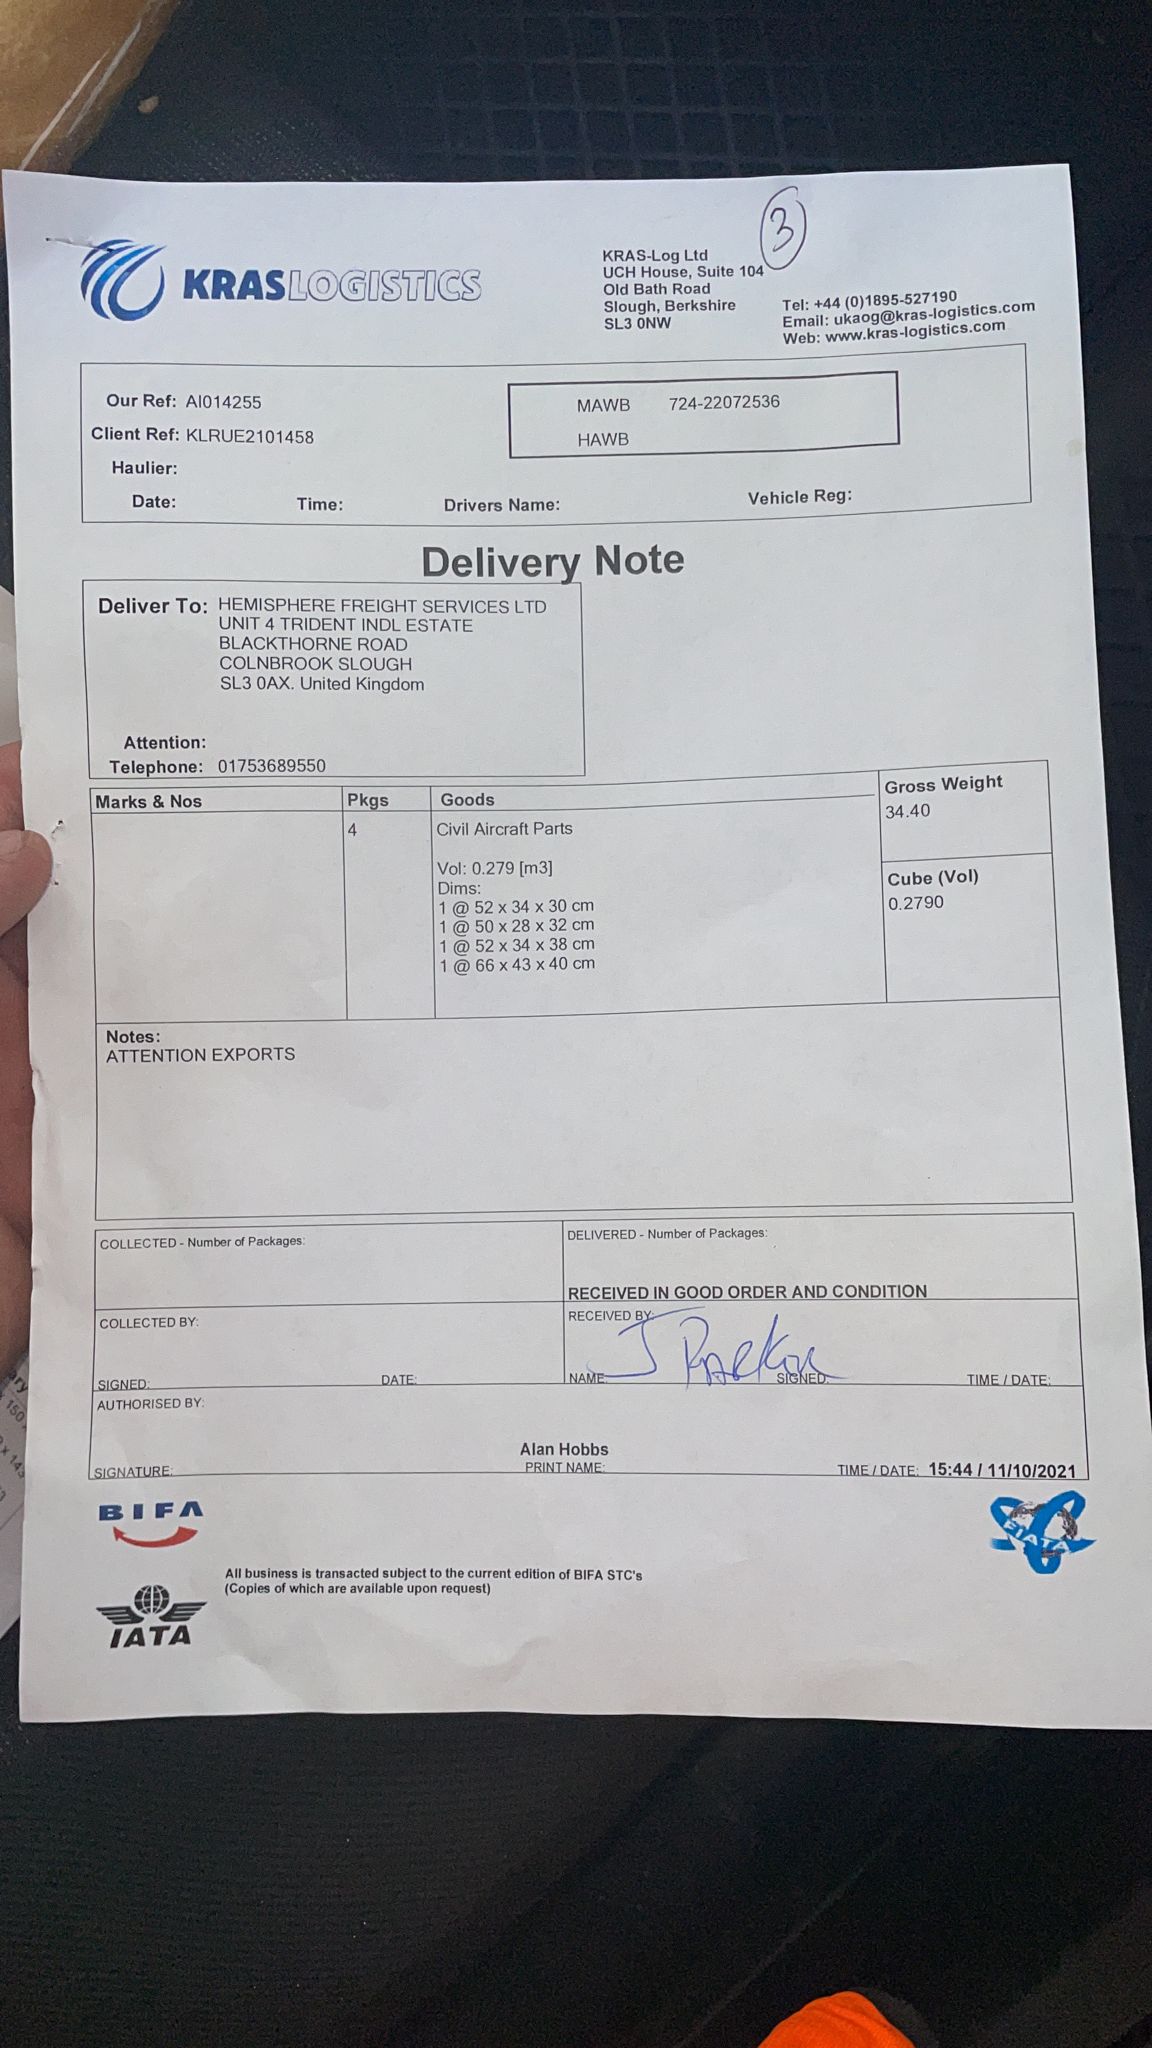 3
KRAS LOGISTICS
KRAS-Log Ltd
UCH House, Suite 104
Old Bath Road
Slough, Berkshire
SL3 0NW
Tel: +44 (0)1895-527190
Email: ukaog@kras-logistics.com
Web: www.kras-logistics.com
Our Ref: AI014255
Client Ref: KLRUE2101458
Haulier:
Date: Time: Drivers Name: Vehicle Reg:
MAWB 724-22072536
HAWB
Delivery Note
Deliver To: HEMISPHERE FREIGHT SERVICES LTD
UNIT 4 TRIDENT INDL ESTATE
BLACKTHORNE ROAD
COLNBROOK SLOUGH
SL3 0AX. United Kingdom
Attention:
Telephone: 01753689550
Marks & Nos Pkgs Goods Gross Weight
34.40
4 Civil Aircraft Parts
Vol: 0.279 [m3]
Dims:
1 @ 52 x 34 x 30 cm
1 @ 50 x 28 x 32 cm
1 @ 52 x 34 x 38 cm
1 @ 66 x 43 x 40 cm
Cube (Vol)
0.2790
Notes:
ATTENTION EXPORTS
COLLECTED - Number of Packages:
DELIVERED - Number of Packages:
RECEIVED IN GOOD ORDER AND CONDITION
COLLECTED BY:
RECEIVED BY:
SIGNED: DATE:
NAME: J SIGNED: TIME / DATE:
AUTHORISED BY:
Alan Hobbs
SIGNATURE: PRINT NAME: TIME / DATE: 15:44 / 11/10/2021
BIFA
FIATA
All business is transacted subject to the current edition of BIFA STC's
(Copies of which are available upon request)
IATA